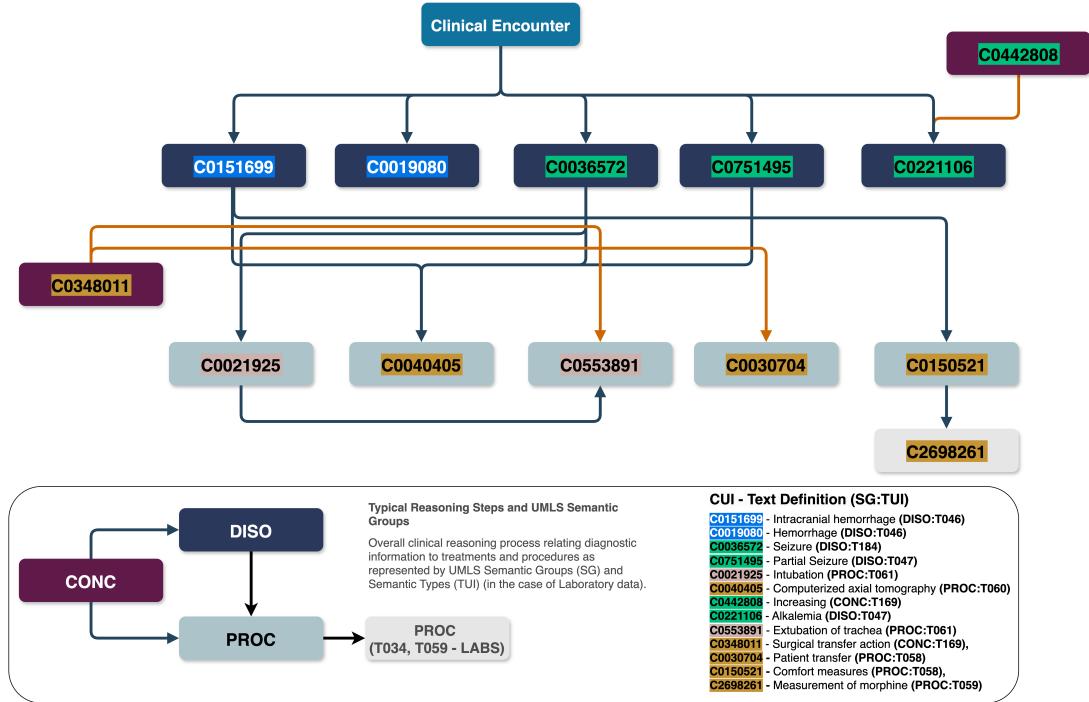 Clinical Encounter
C0442808
C0151699
C0019080
C0036572
C0751495
C0221106
C0348011
C0021925
C0040405
C0553891
C0030704
C0150521
C2698261
DISO
CONC
PROC
PROC
(T034, T059 - LABS)
Typical Reasoning Steps and UMLS Semantic
Groups
Overall clinical reasoning process relating diagnostic
information to treatments and procedures as
represented by UMLS Semantic Groups (SG) and
Semantic Types (TUI) (in the case of Laboratory data).
CUI - Text Definition (SG:TUI)
C0151699 - Intracranial hemorrhage (DISO:T046)
C0019080 - Hemorrhage (DISO:T046)
C0036572 - Seizure (DISO:T184)
C0751495 - Partial Seizure (DISO:T047)
C0021925 - Intubation (PROC:T061)
C0040405 - Computerized axial tomography (PROC:T060)
C0442808 - Increasing (CONC:T169)
C0221106 - Alkalemia (DISO:T047)
C0553891 - Extubation of trachea (PROC:T061)
C0348011 - Surgical transfer action (CONC:T169),
C0030704 - Patient transfer (PROC:T058)
C0150521 - Comfort measures (PROC:T058),
C2698261 - Measurement of morphine (PROC:T059)